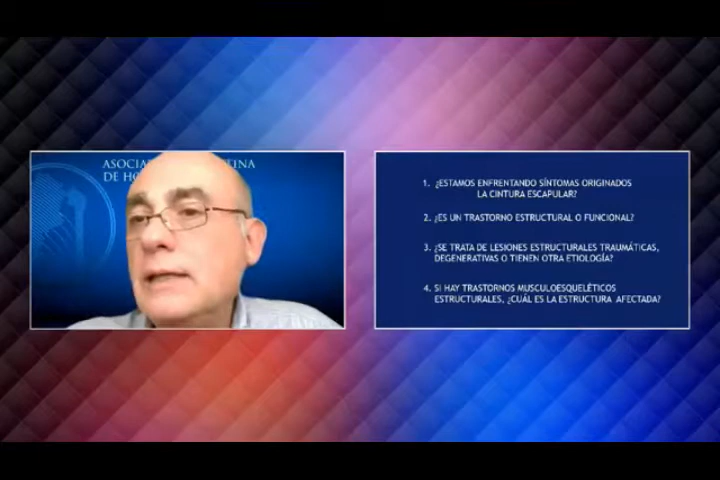 ASOCIA TINA
DE HO
1. ¿ESTAMOS ENFRENTANDO SÍNTOMAS ORIGINADOS
LA CINTURA ESCAPULAR?
2. ¿ES UN TRASTORNO ESTRUCTURAL O FUNCIONAL?
3. ¿SE TRATA DE LESIONES ESTRUCTURALES TRAUMÁTICAS,
DEGENERATIVAS O TIENEN OTRA ETIOLOGÍA?
4. SI HAY TRASTORNOS MUSCULOESQUELÉTICOS
ESTRUCTURALES, ¿CUÁL ES LA ESTRUCTURA AFECTADA?